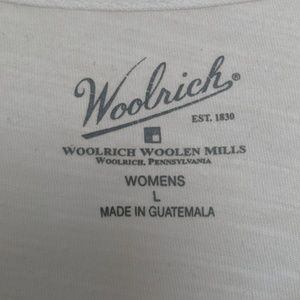 Woolrich®
EST. 1830
WOOLRICH WOOLEN MILLS
WOOLRICH, PENNSYLVANIA
WOMENS
L
MADE IN GUATEMALA